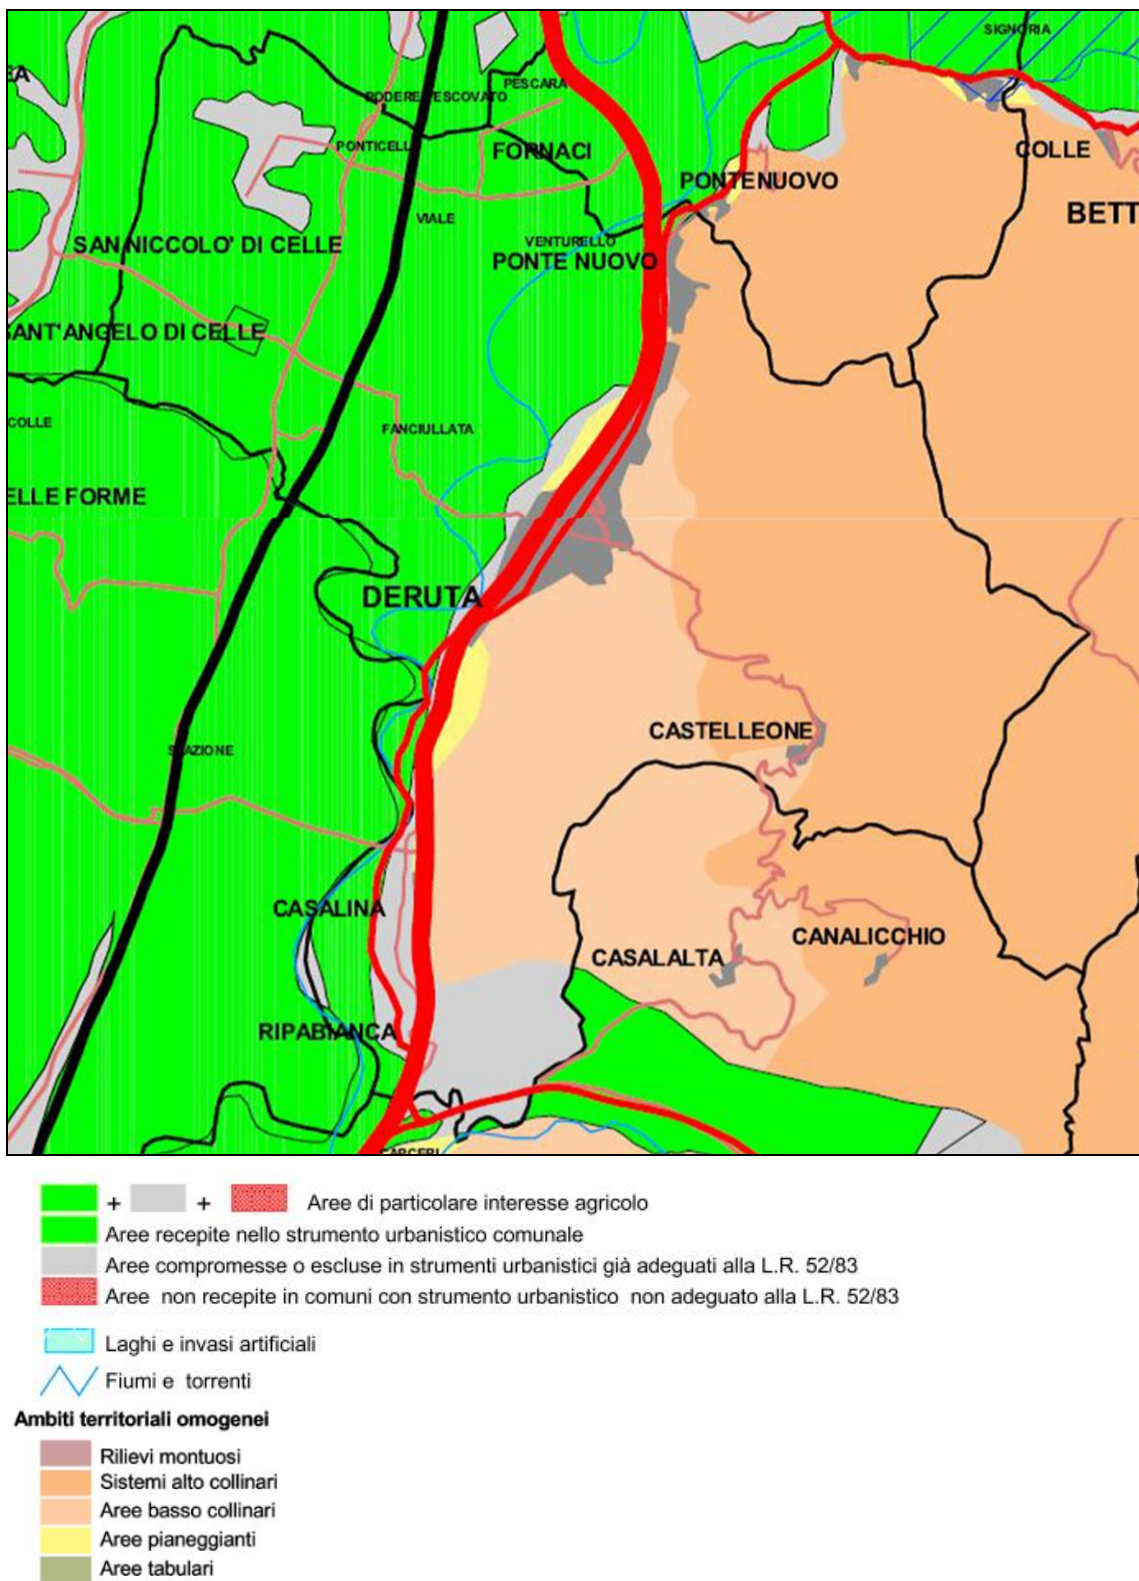 SIGNORIA
EA
PESCARA
PODERE VESCOVATO
PONTICELLI
FORNACI
COLLE
PONTENUOVO
BETT
VIALE
SAN NICCOLO' DI CELLE
VENTURELLO
PONTE NUOVO
SANT'ANGELO DI CELLE
COLLE
FANCIULLATA
ELLE FORME
DERUTA
CASTELLEONE
STAZIONE
CASALINA
CANALICCHIO
CASALALTA
RIPABIANCA
CARCERI
+ + Aree di particolare interesse agricolo
Aree recepite nello strumento urbanistico comunale
Aree compromesse o escluse in strumenti urbanistici già adeguati alla L.R. 52/83
Aree non recepite in comuni con strumento urbanistico non adeguato alla L.R. 52/83
Laghi e invasi artificiali
Fiumi e torrenti
Ambiti territoriali omogenei
Rilievi montuosi
Sistemi alto collinari
Aree basso collinari
Aree pianeggianti
Aree tabulari